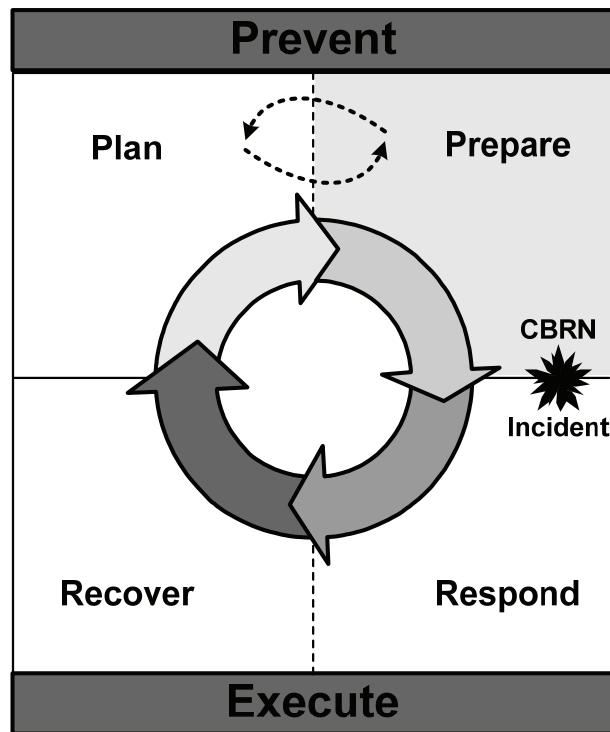 Prevent
Plan
Prepare
CBRN
Incident
Recover
Respond
Execute